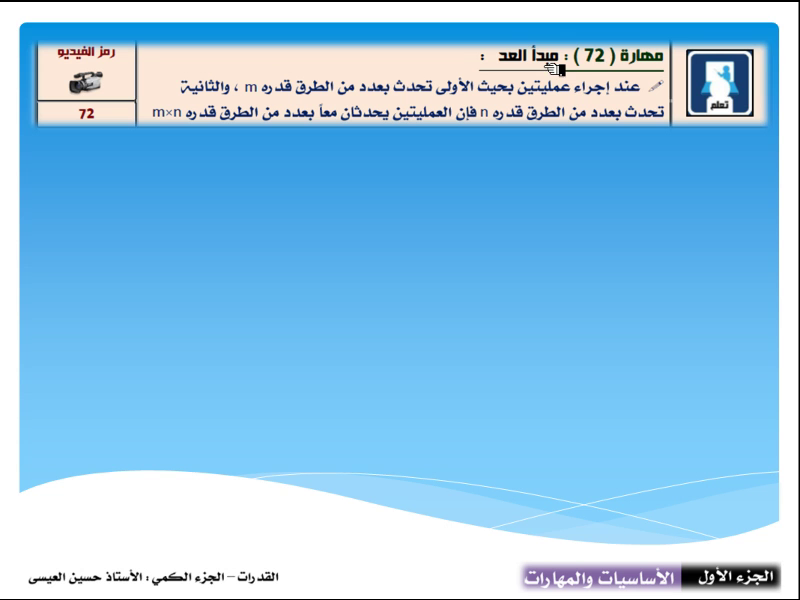 مهارة ( 72 ) : مبدأ العد :
عند إجراء عمليتين بحيث الأولى تحدث بعدد من الطرق قدره m ، والثانية
تحدث بعدد من الطرق قدره n فإن العمليتين يحدثان معاً بعدد من الطرق قدره m×n
رمز الفيديو
72
تعلم
الجزء الأول
الأساسيات والمهارات
القدرات – الجزء الكمي : الأستاذ حسين العيسى